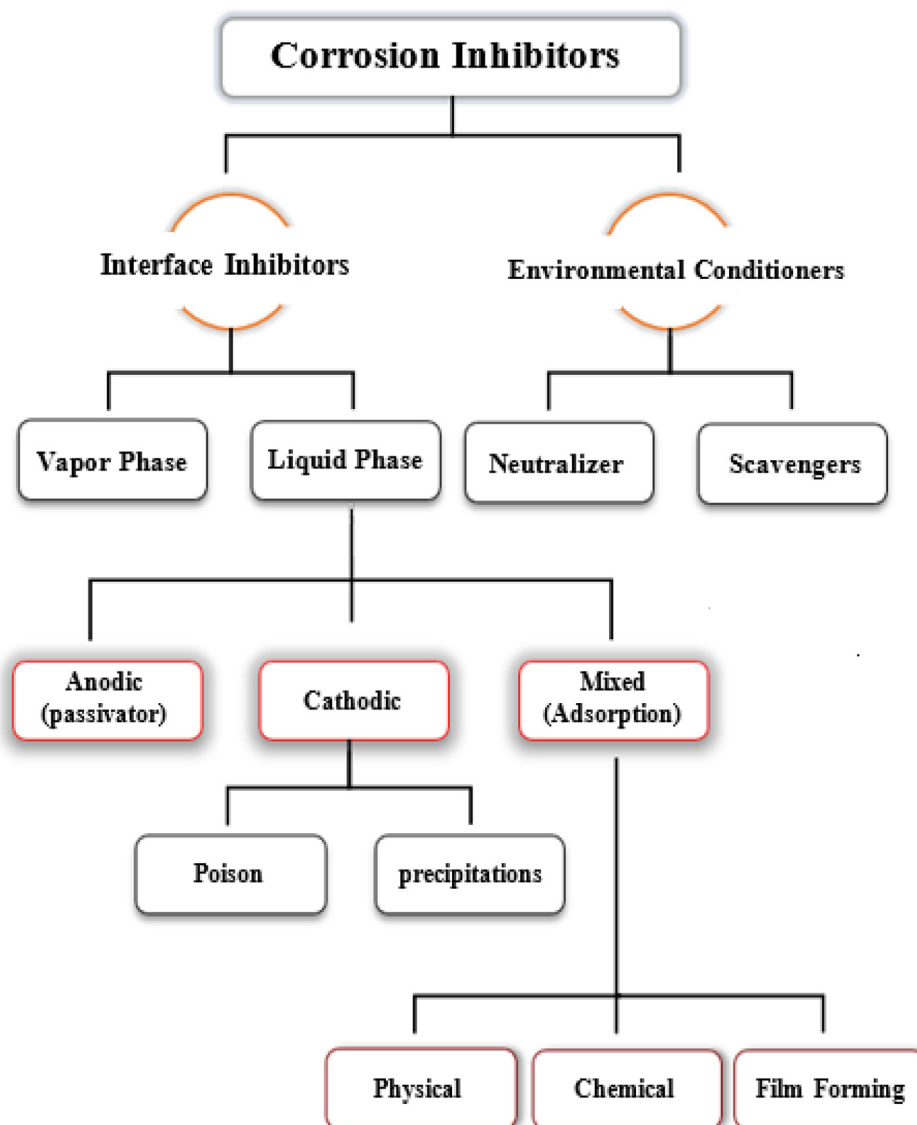 Corrosion Inhibitors
Interface Inhibitors
Environmental Conditioners
Vapor Phase
Liquid Phase
Neutralizer
Scavengers
Anodic
(passivator)
Cathodic
Mixed
(Adsorption)
Poison
precipitations
Physical
Chemical
Film Forming